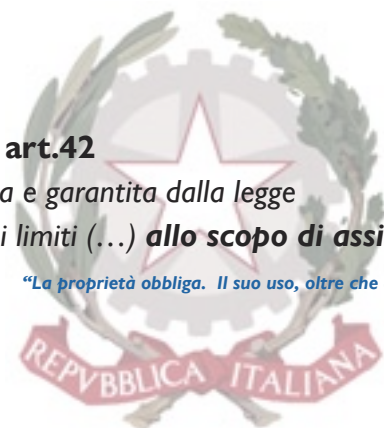 art.42
a e garantita dalla legge
i limiti (…) allo scopo di assi
“La proprietà obbliga. Il suo uso, oltre che
REPVBBLICA ITALIANA